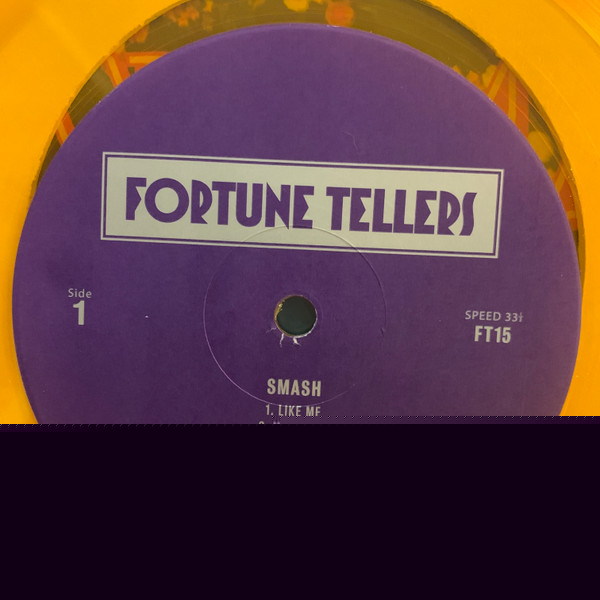 FORTUNE TELLERS
Side
1
SPEED 33⅓
FT15
SMASH
1. LIKE ME